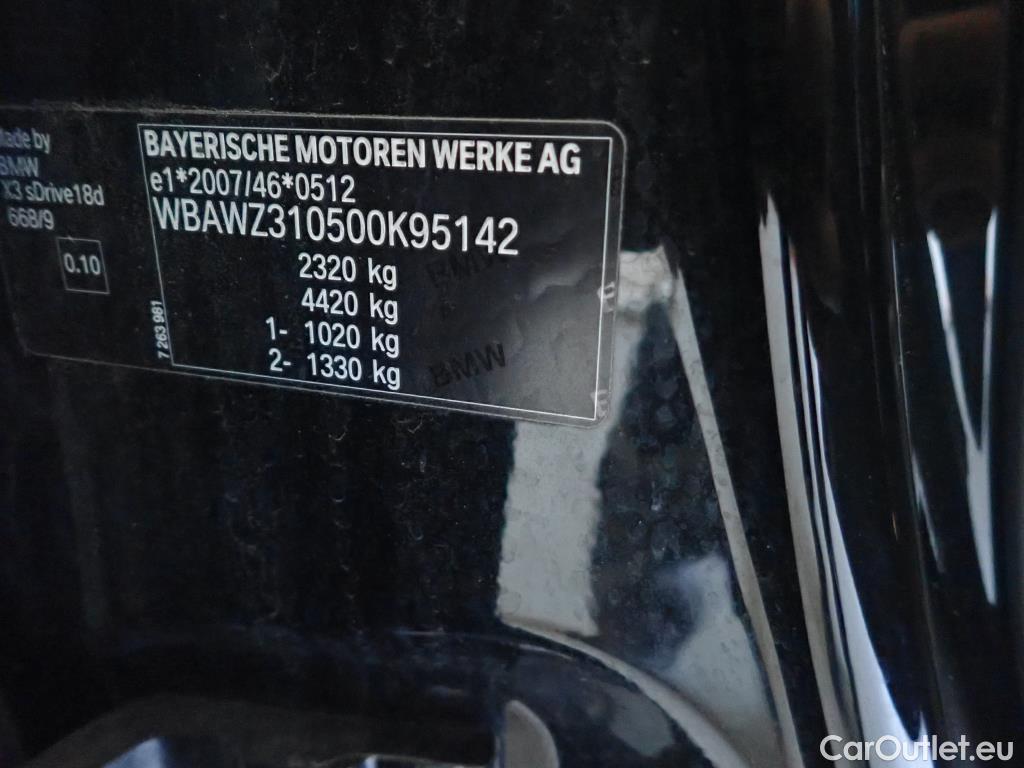 Made by
BMW
X3 sDrive18d
668/9
0.10
7 263 981
BAYERISCHE MOTOREN WERKE AG
e1*2007/46*0512
WBAWZ310500K95142
2320 kg
4420 kg
1- 1020 kg
2- 1330 kg
BMW
BMW
CarOutlet.eu